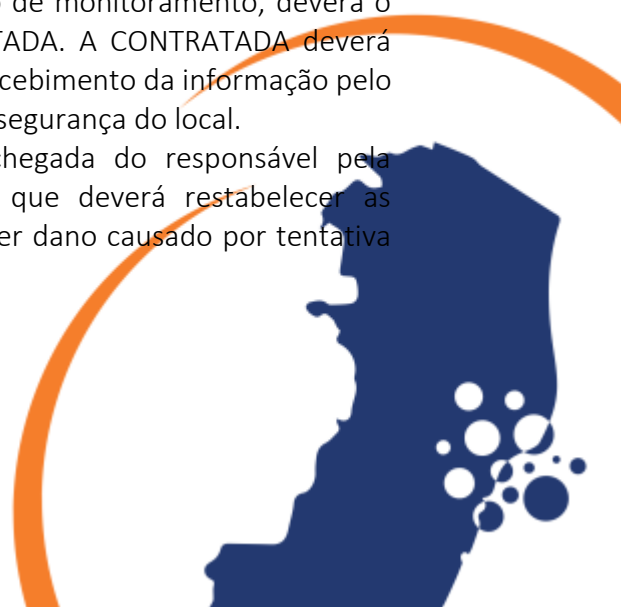 de monitoramento, deverá o
TADA. A CONTRATADA deverá
cebimento da informação pelo
segurança do local.
chegada do responsável pela
que deverá restabelecer as
er dano causado por tentativa